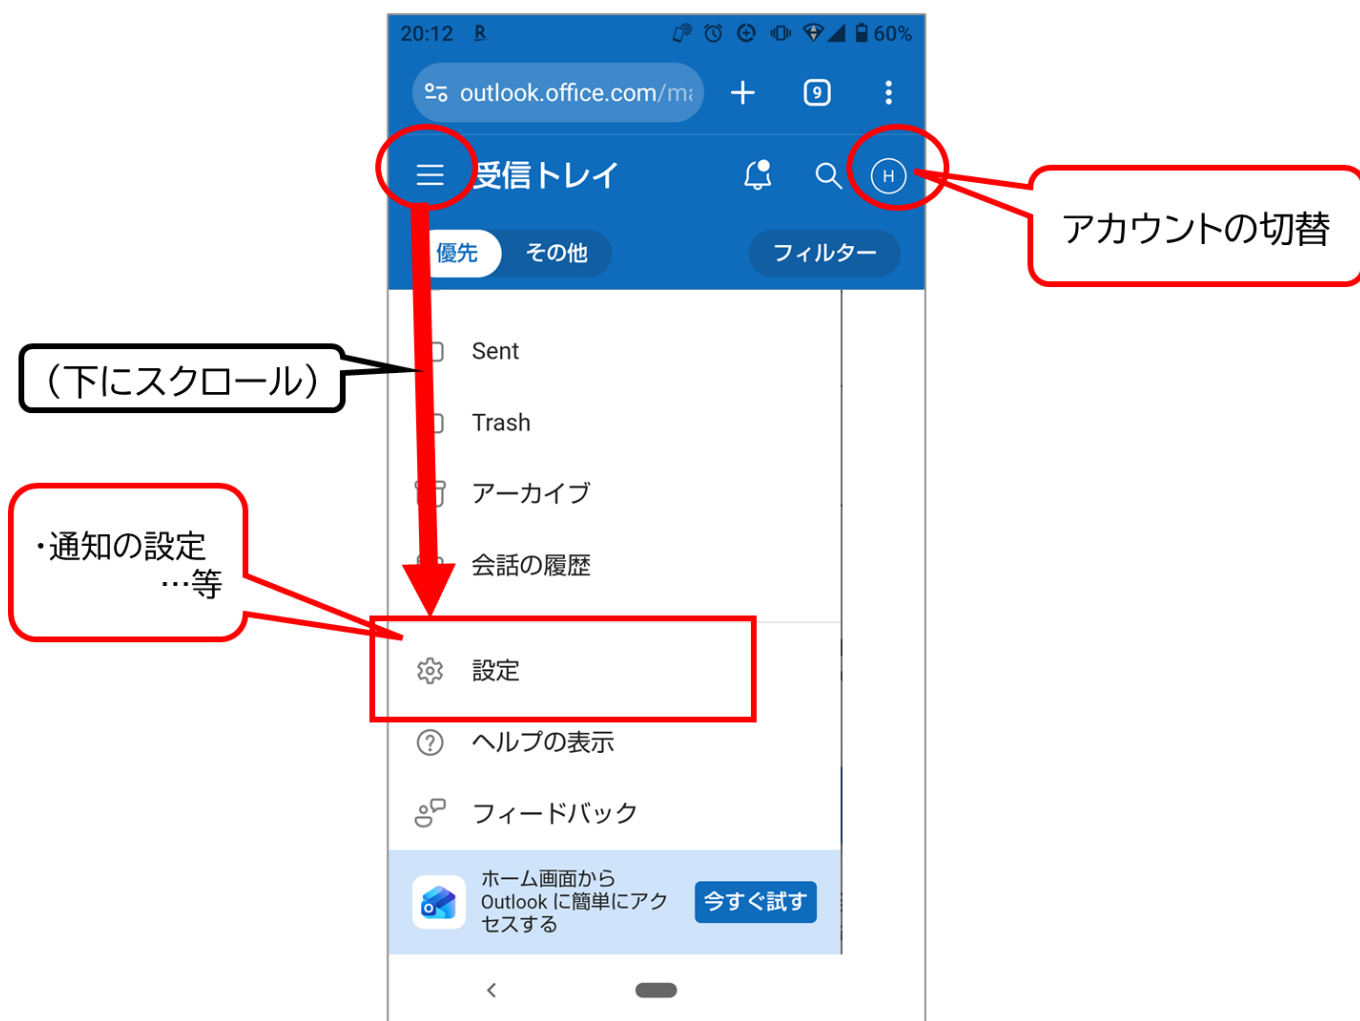 20:12 R 60%
outlook.office.com/ma
9
受信トレイ
H
アカウントの切替
優先 その他 フィルター
Sent
(下にスクロール)
Trash
アーカイブ
・通知の設定
…等
会話の履歴
設定
ヘルプの表示
フィードバック
ホーム画面から
Outlook に簡単にアク
セスする
今すぐ試す